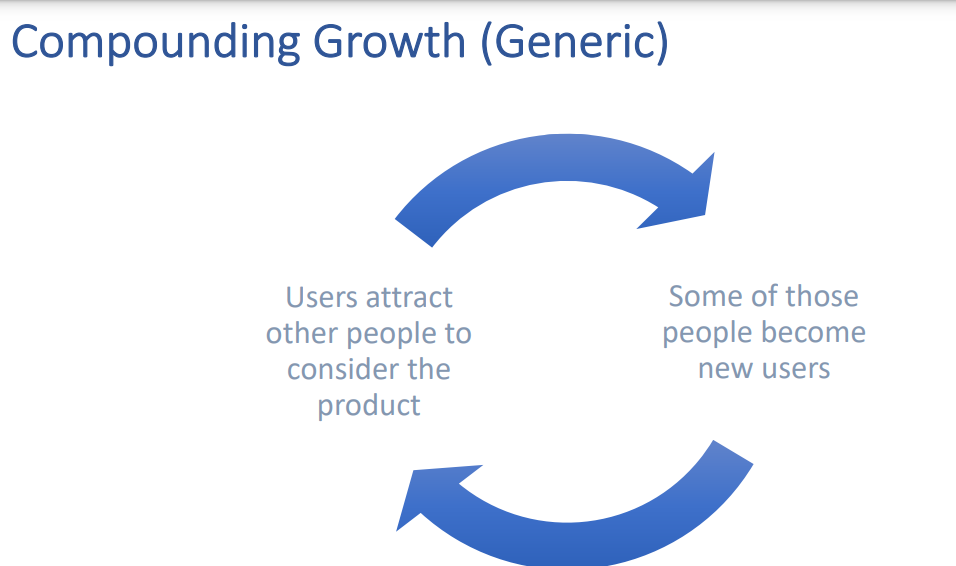 Compounding Growth (Generic)
Users attract
other people to
consider the
product
Some of those
people become
new users